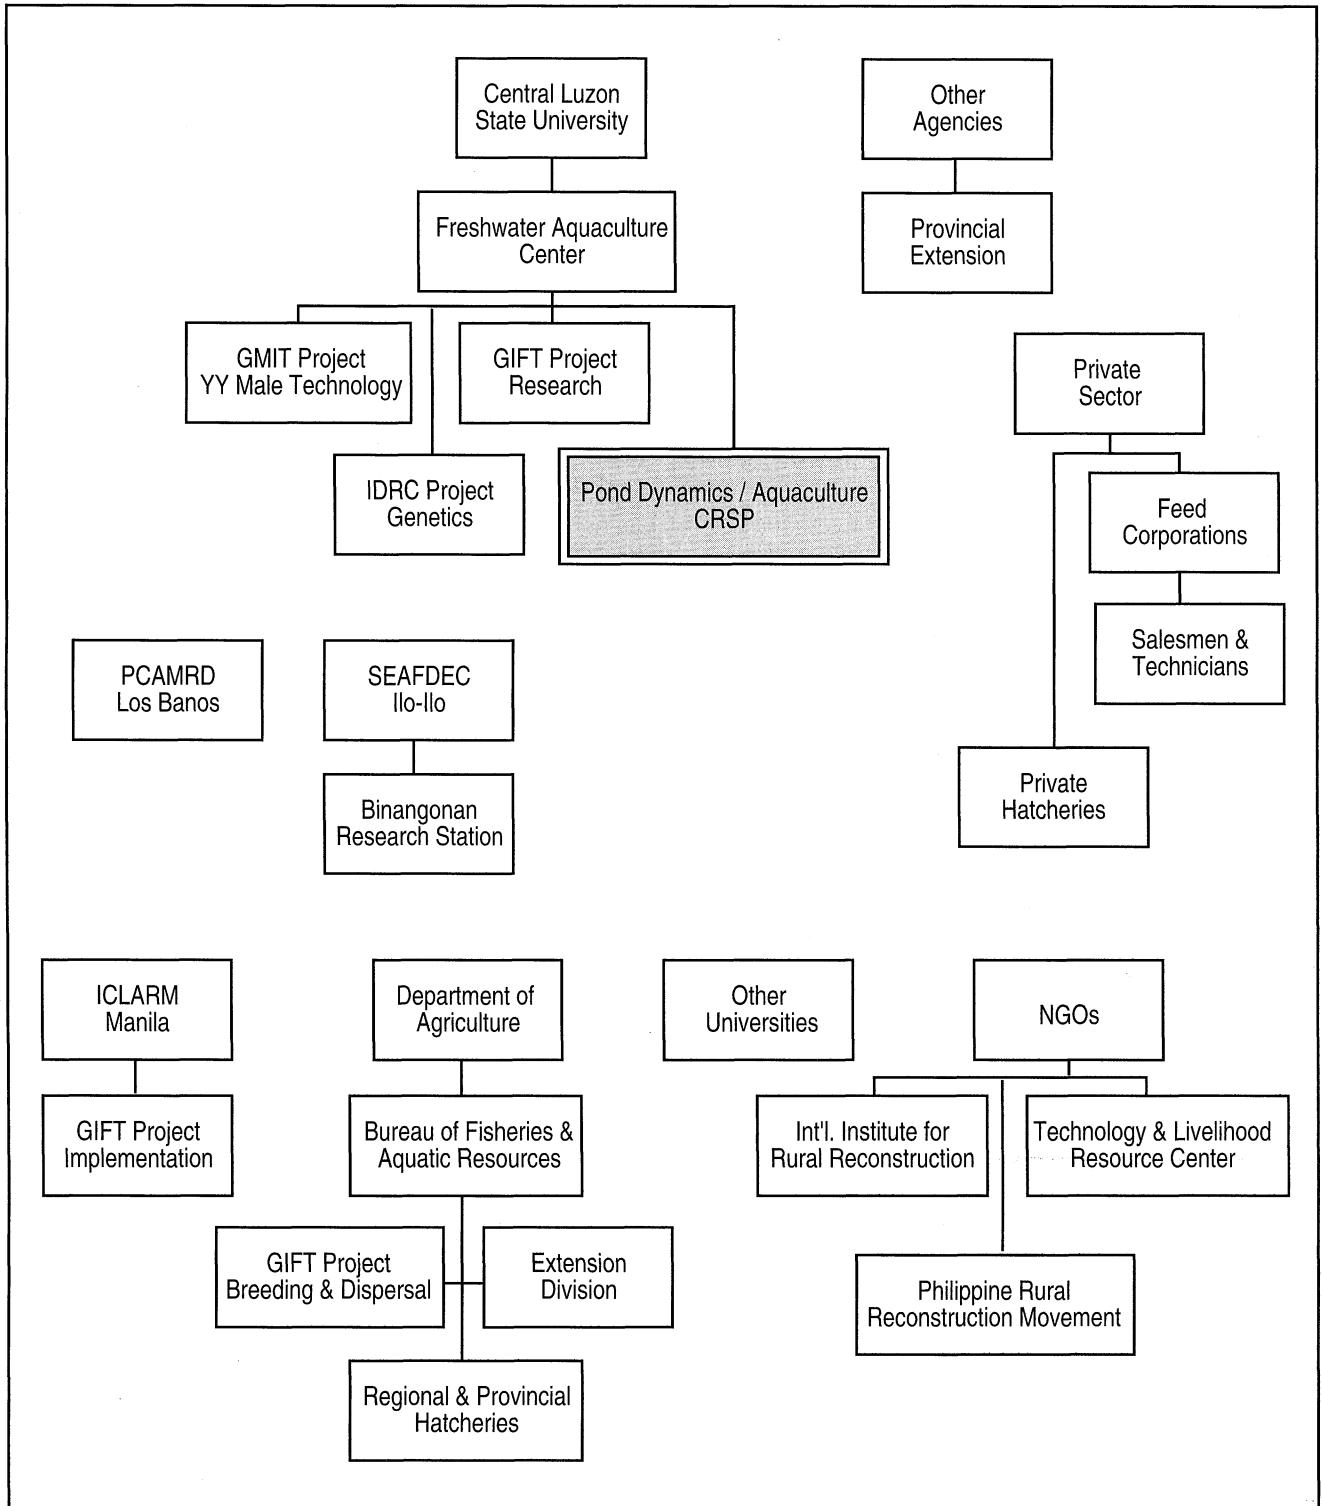 Central Luzon
State University
Other
Agencies
Freshwater Aquaculture
Center
Provincial
Extension
GMIT Project
YY Male Technology
GIFT Project
Research
Private
Sector
IDRC Project
Genetics
Pond Dynamics / Aquaculture
CRSP
Feed
Corporations
Salesmen &
Technicians
PCAMRD
Los Banos
SEAFDEC
Ilo-Ilo
Private
Hatcheries
Binangonan
Research Station
ICLARM
Manila
Department of
Agriculture
Other
Universities
NGOs
GIFT Project
Implementation
Bureau of Fisheries &
Aquatic Resources
Int'l. Institute for
Rural Reconstruction
Technology & Livelihood
Resource Center
GIFT Project
Breeding & Dispersal
Extension
Division
Philippine Rural
Reconstruction Movement
Regional & Provincial
Hatcheries